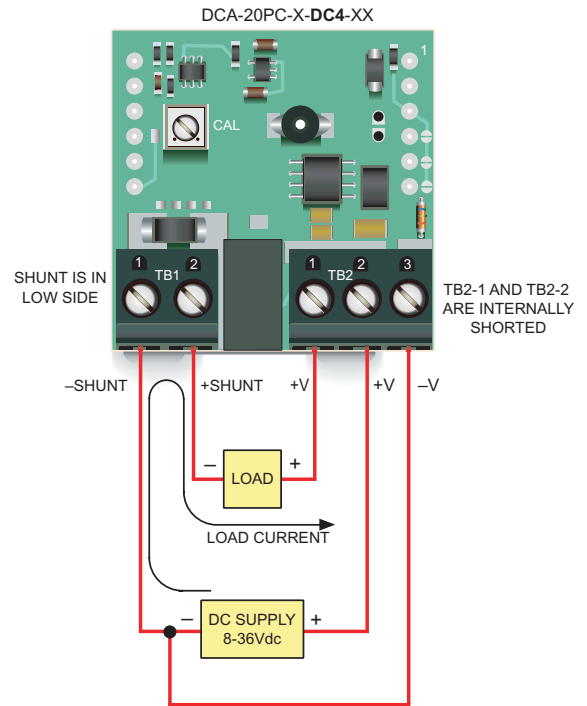 DCA-20PC-X-DC4-XX
1
CAL
SHUNT IS IN
LOW SIDE
1 2
TB1
1 2 3
TB2
TB2-1 AND TB2-2
ARE INTERNALLY
SHORTED
–SHUNT +SHUNT +V +V –V
– LOAD +
LOAD CURRENT
– DC SUPPLY +
8-36Vdc